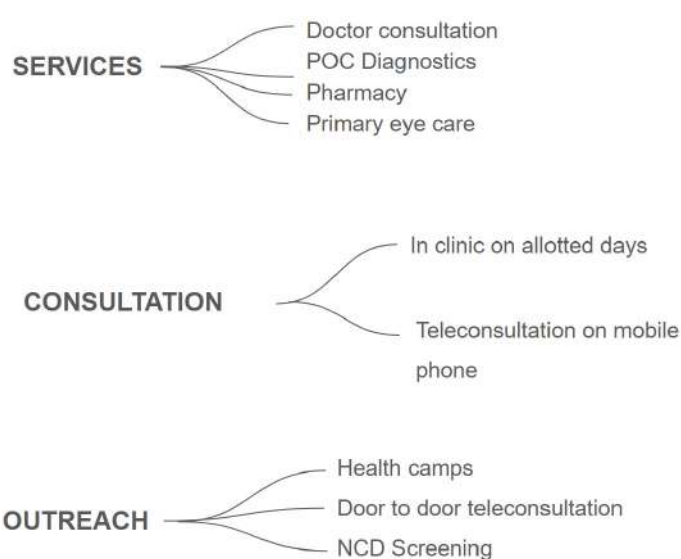 SERVICES
Doctor consultation
POC Diagnostics
Pharmacy
Primary eye care
CONSULTATION
In clinic on allotted days
Teleconsultation on mobile
phone
OUTREACH
Health camps
Door to door teleconsultation
NCD Screening